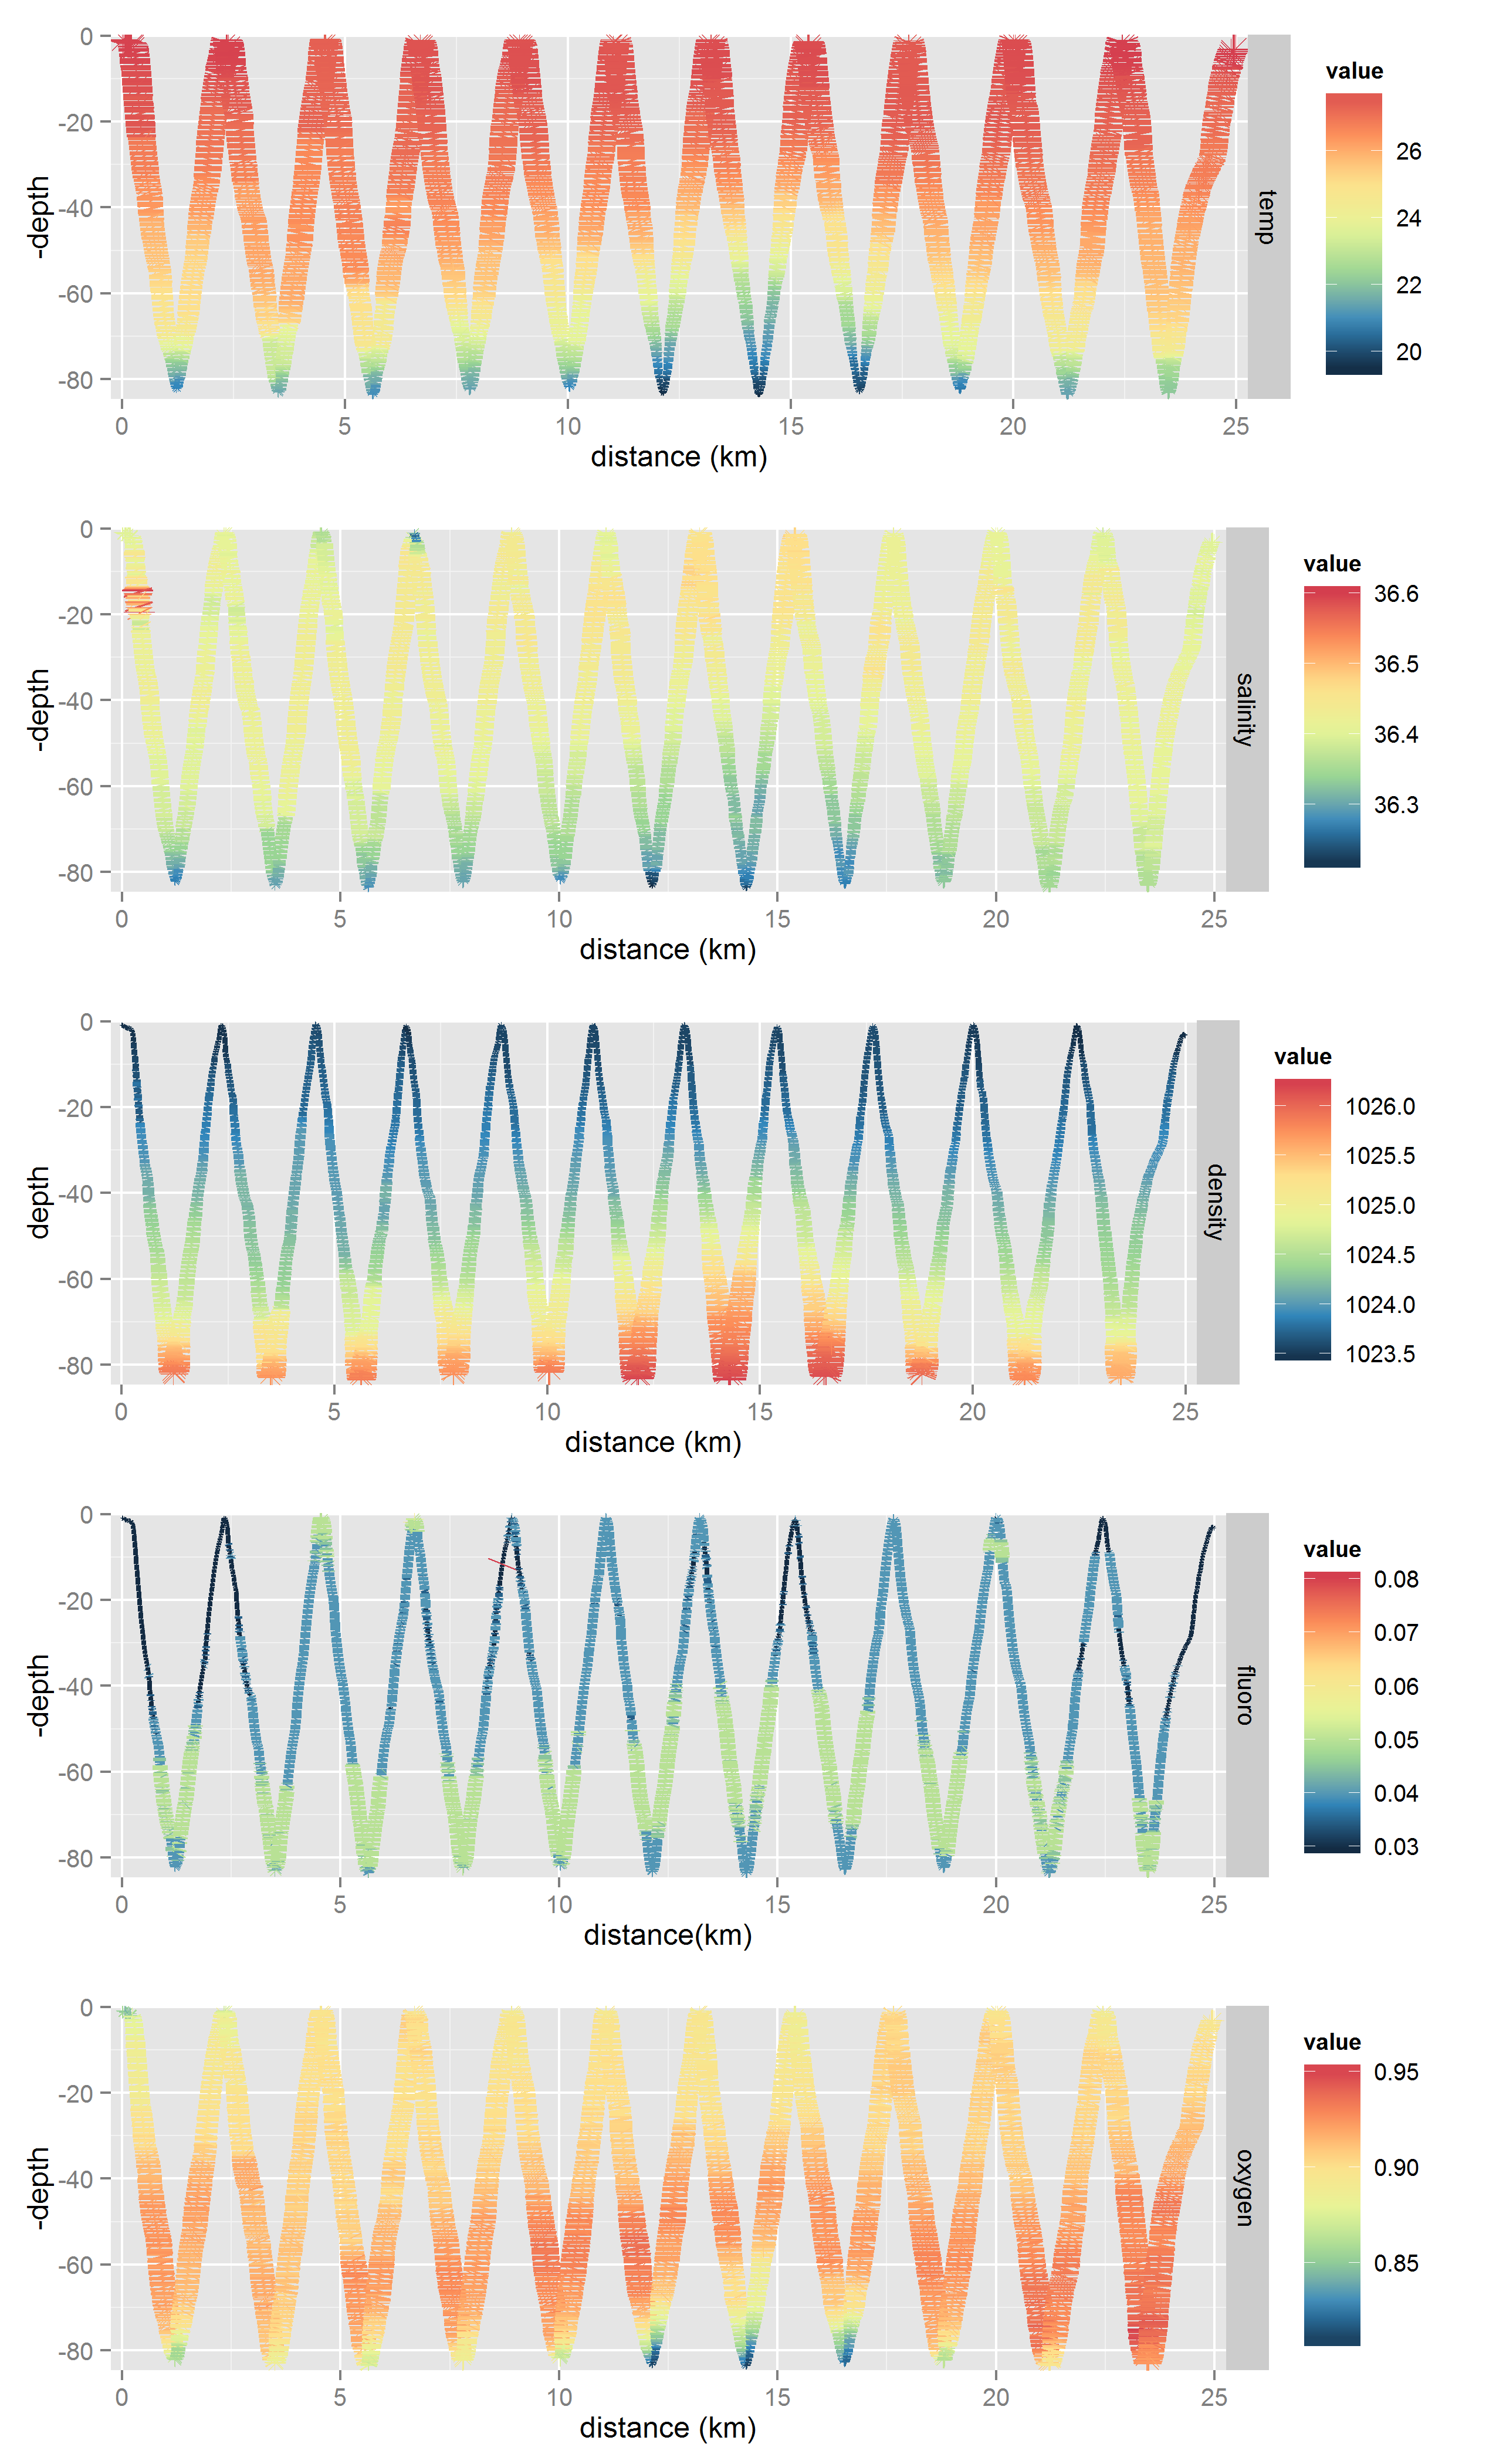 0
-20
-40
-60
-80
-depth
0 5 10 15 20 25
distance (km)
temp
value
26
24
22
20
0
-20
-40
-60
-80
-depth
0 5 10 15 20 25
distance (km)
salinity
value
36.6
36.5
36.4
36.3
0
-20
-40
-60
-80
depth
0 5 10 15 20 25
distance (km)
density
value
1026.0
1025.5
1025.0
1024.5
1024.0
1023.5
0
-20
-40
-60
-80
-depth
0 5 10 15 20 25
distance(km)
fluoro
value
0.08
0.07
0.06
0.05
0.04
0.03
0
-20
-40
-60
-80
-depth
0 5 10 15 20 25
distance (km)
oxygen
value
0.95
0.90
0.85